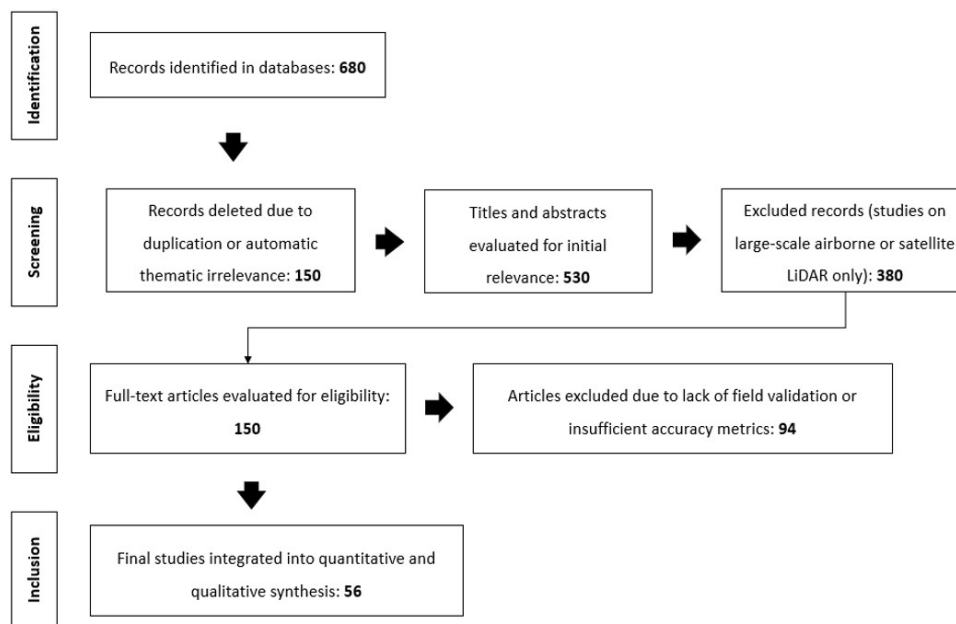 Identification
Records identified in databases: 680
Screening
Records deleted due to
duplication or automatic
thematic irrelevance: 150
Titles and abstracts
evaluated for initial
relevance: 530
Excluded records (studies on
large-scale airborne or satellite
LiDAR only): 380
Eligibility
Full-text articles evaluated for eligibility:
150
Articles excluded due to lack of field validation or
insufficient accuracy metrics: 94
Inclusion
Final studies integrated into quantitative and
qualitative synthesis: 56